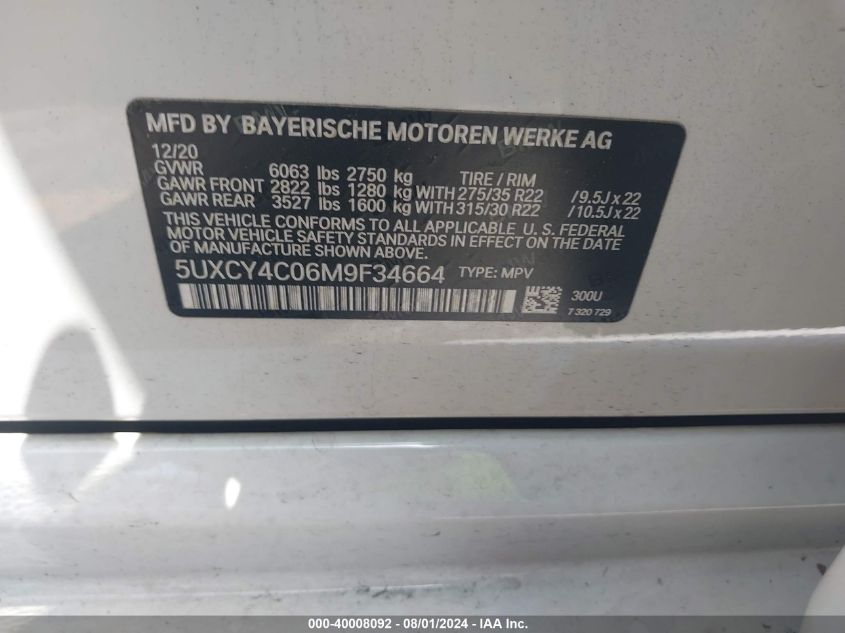 MFD BY BAYERISCHE MOTOREN WERKE AG
12/20
GVWR 6063 lbs 2750 kg TIRE / RIM
GAWR FRONT 2822 lbs 1280 kg WITH 275/35 R22 /9.5J x 22
GAWR REAR 3527 lbs 1600 kg WITH 315/30 R22 /10.5J x 22
THIS VEHICLE CONFORMS TO ALL APPLICABLE U. S. FEDERAL
MOTOR VEHICLE SAFETY STANDARDS IN EFFECT ON THE DATE
OF MANUFACTURE SHOWN ABOVE.
5UXCY4C06M9F34664 TYPE: MPV
300U
7 320 729
000-40008092 - 08/01/2024 - IAA Inc.